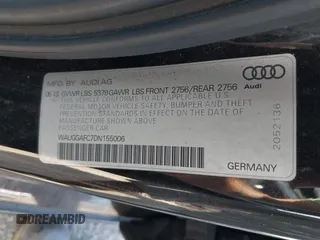 MFG. BY AUDI AG
GVWR LBS 5379 GAWR LBS FRONT 2756/REAR 2756
THIS VEHICLE CONFORMS TO ALL APPLICABLE
FEDERAL MOTOR VEHICLE
SAFETY, BUMPER AND THEFT
PREVENTION STANDARDS IN EFFECT ON THE DATE
OF MANUFACTURE SHOWN ABOVE
PASSENGER CAR
WAUGGAFC7DN155006
GERMANY
Audi
2052136
DREAMBID